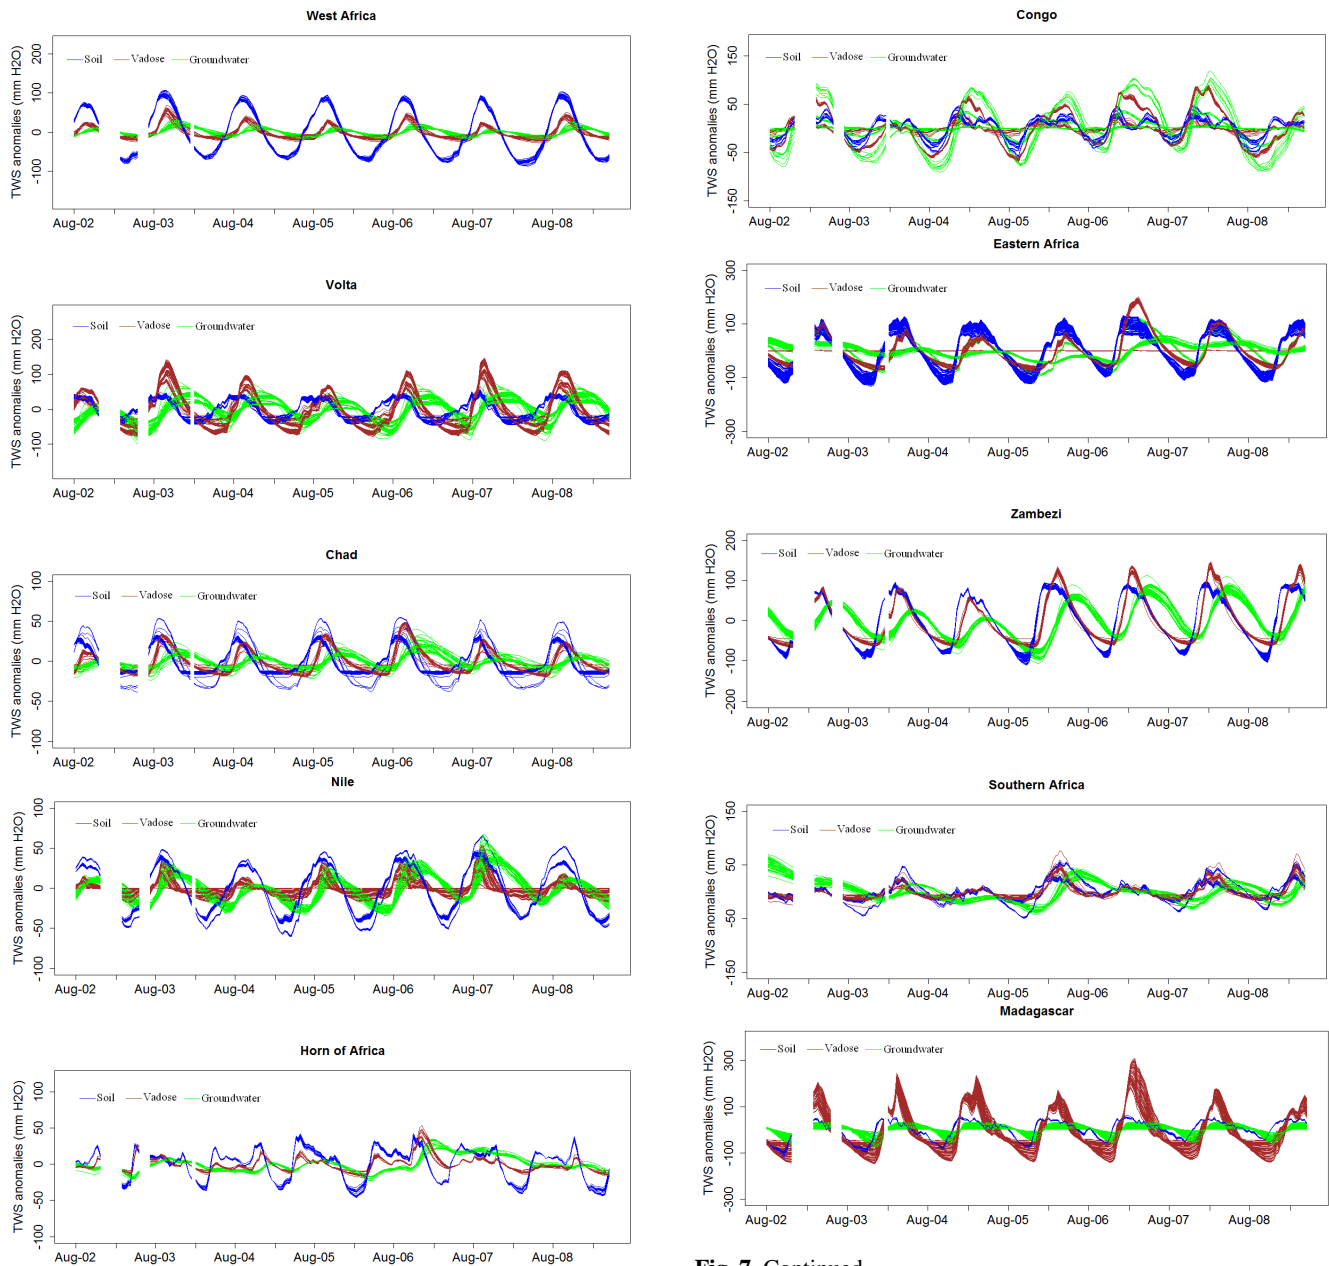 West Africa
TWS anomalies (mm H2O)
200
100
0
-100
Soil Vadose Groundwater
Aug-02 Aug-03 Aug-04 Aug-05 Aug-06 Aug-07 Aug-08
Volta
TWS anomalies (mm H2O)
200
100
0
-100
Soil Vadose Groundwater
Aug-02 Aug-03 Aug-04 Aug-05 Aug-06 Aug-07 Aug-08
Chad
TWS anomalies (mm H2O)
100
50
0
-50
-100
Soil Vadose Groundwater
Aug-02 Aug-03 Aug-04 Aug-05 Aug-06 Aug-07 Aug-08
Nile
TWS anomalies (mm H2O)
100
50
0
-50
-100
Soil Vadose Groundwater
Aug-02 Aug-03 Aug-04 Aug-05 Aug-06 Aug-07 Aug-08
Horn of Africa
TWS anomalies (mm H2O)
100
50
0
-50
-100
Soil Vadose Groundwater
Aug-02 Aug-03 Aug-04 Aug-05 Aug-06 Aug-07 Aug-08
Congo
TWS anomalies (mm H2O)
150
50
-50
-150
Soil Vadose Groundwater
Aug-02 Aug-03 Aug-04 Aug-05 Aug-06 Aug-07 Aug-08
Eastern Africa
TWS anomalies (mm H2O)
300
100
-100
-300
Soil Vadose Groundwater
Aug-02 Aug-03 Aug-04 Aug-05 Aug-06 Aug-07 Aug-08
Zambezi
TWS anomalies (mm H2O)
200
100
0
-100
-200
Soil Vadose Groundwater
Aug-02 Aug-03 Aug-04 Aug-05 Aug-06 Aug-07 Aug-08
Southern Africa
TWS anomalies (mm H2O)
150
50
-50
-150
Soil Vadose Groundwater
Aug-02 Aug-03 Aug-04 Aug-05 Aug-06 Aug-07 Aug-08
Madagascar
TWS anomalies (mm H2O)
300
100
-100
-300
Soil Vadose Groundwater
Aug-02 Aug-03 Aug-04 Aug-05 Aug-06 Aug-07 Aug-08
Fig. 7. Continued.